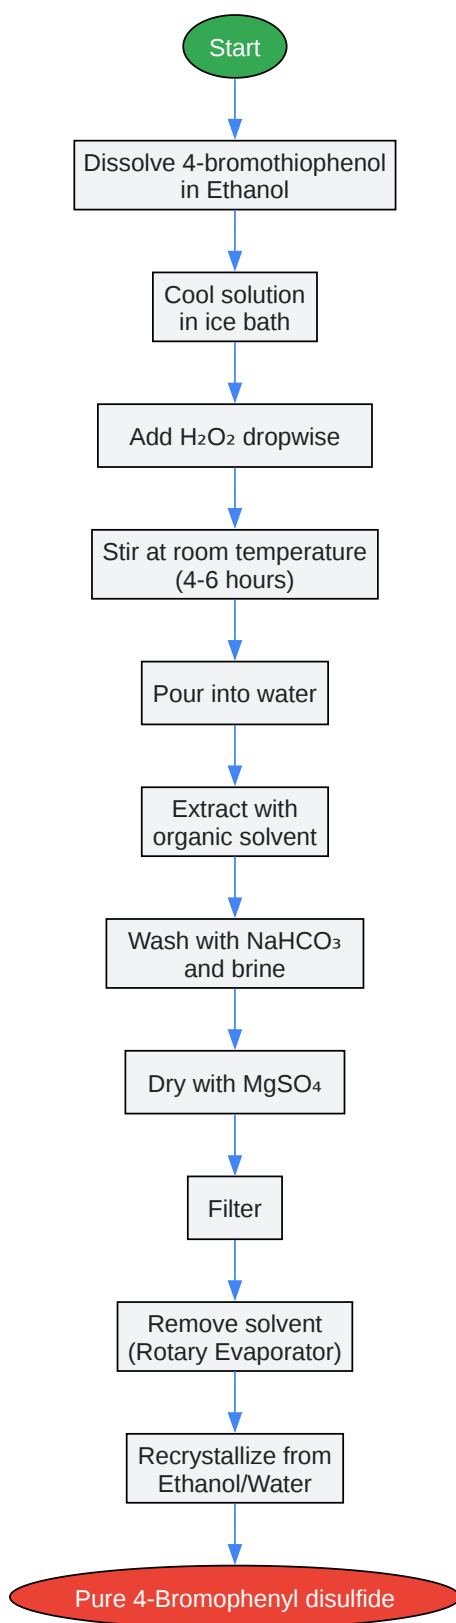 Start
Dissolve 4-bromothiophenol
in Ethanol
Cool solution
in ice bath
Add H₂O₂ dropwise
Stir at room temperature
(4-6 hours)
Pour into water
Extract with
organic solvent
Wash with NaHCO₃
and brine
Dry with MgSO₄
Filter
Remove solvent
(Rotary Evaporator)
Recrystallize from
Ethanol/Water
Pure 4-Bromophenyl disulfide